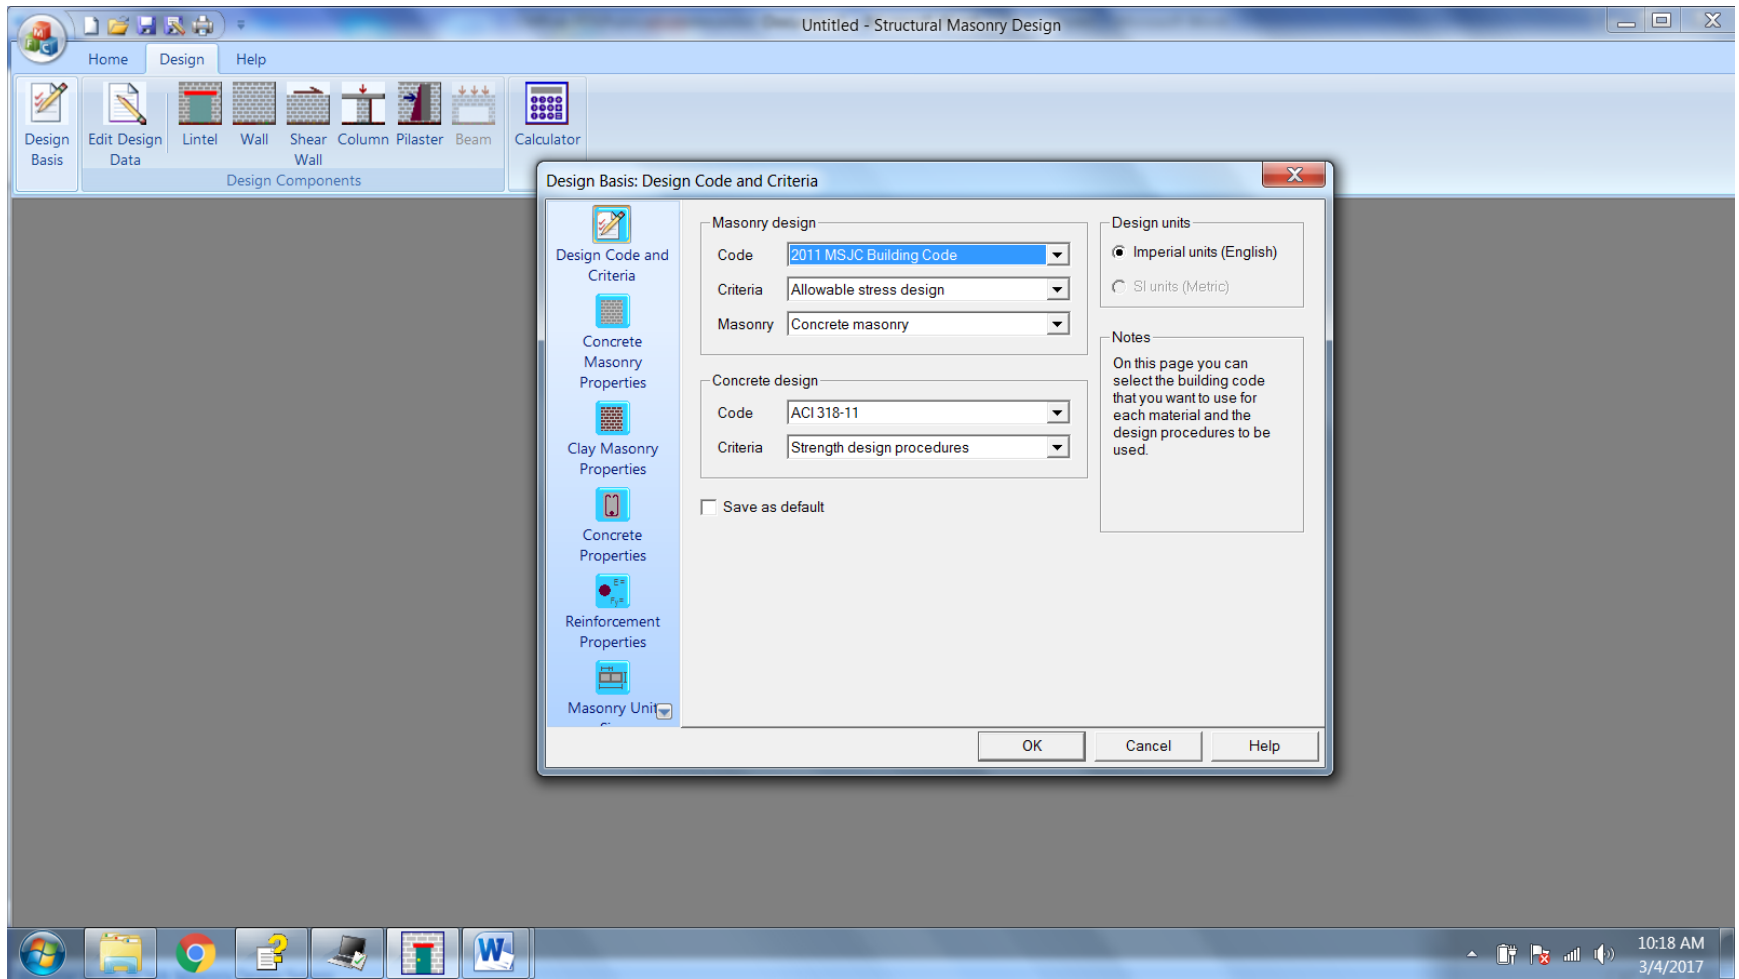 Untitled - Structural Masonry Design
Home Design Help
Design Basis
Edit Design Data
Lintel
Wall
Shear Wall
Column
Pilaster
Beam
Calculator
Design Components
Design Basis: Design Code and Criteria
Design Code and
Criteria
Concrete
Masonry
Properties
Clay Masonry
Properties
Concrete
Properties
Reinforcement
Properties
Masonry Unit
Masonry design
Code 2011 MSJC Building Code
Criteria Allowable stress design
Masonry Concrete masonry
Concrete design
Code ACI 318-11
Criteria Strength design procedures
Save as default
Design units
Imperial units (English)
SI units (Metric)
Notes
On this page you can
select the building code
that you want to use for
each material and the
design procedures to be
used.
OK Cancel Help
10:18 AM
3/4/2017